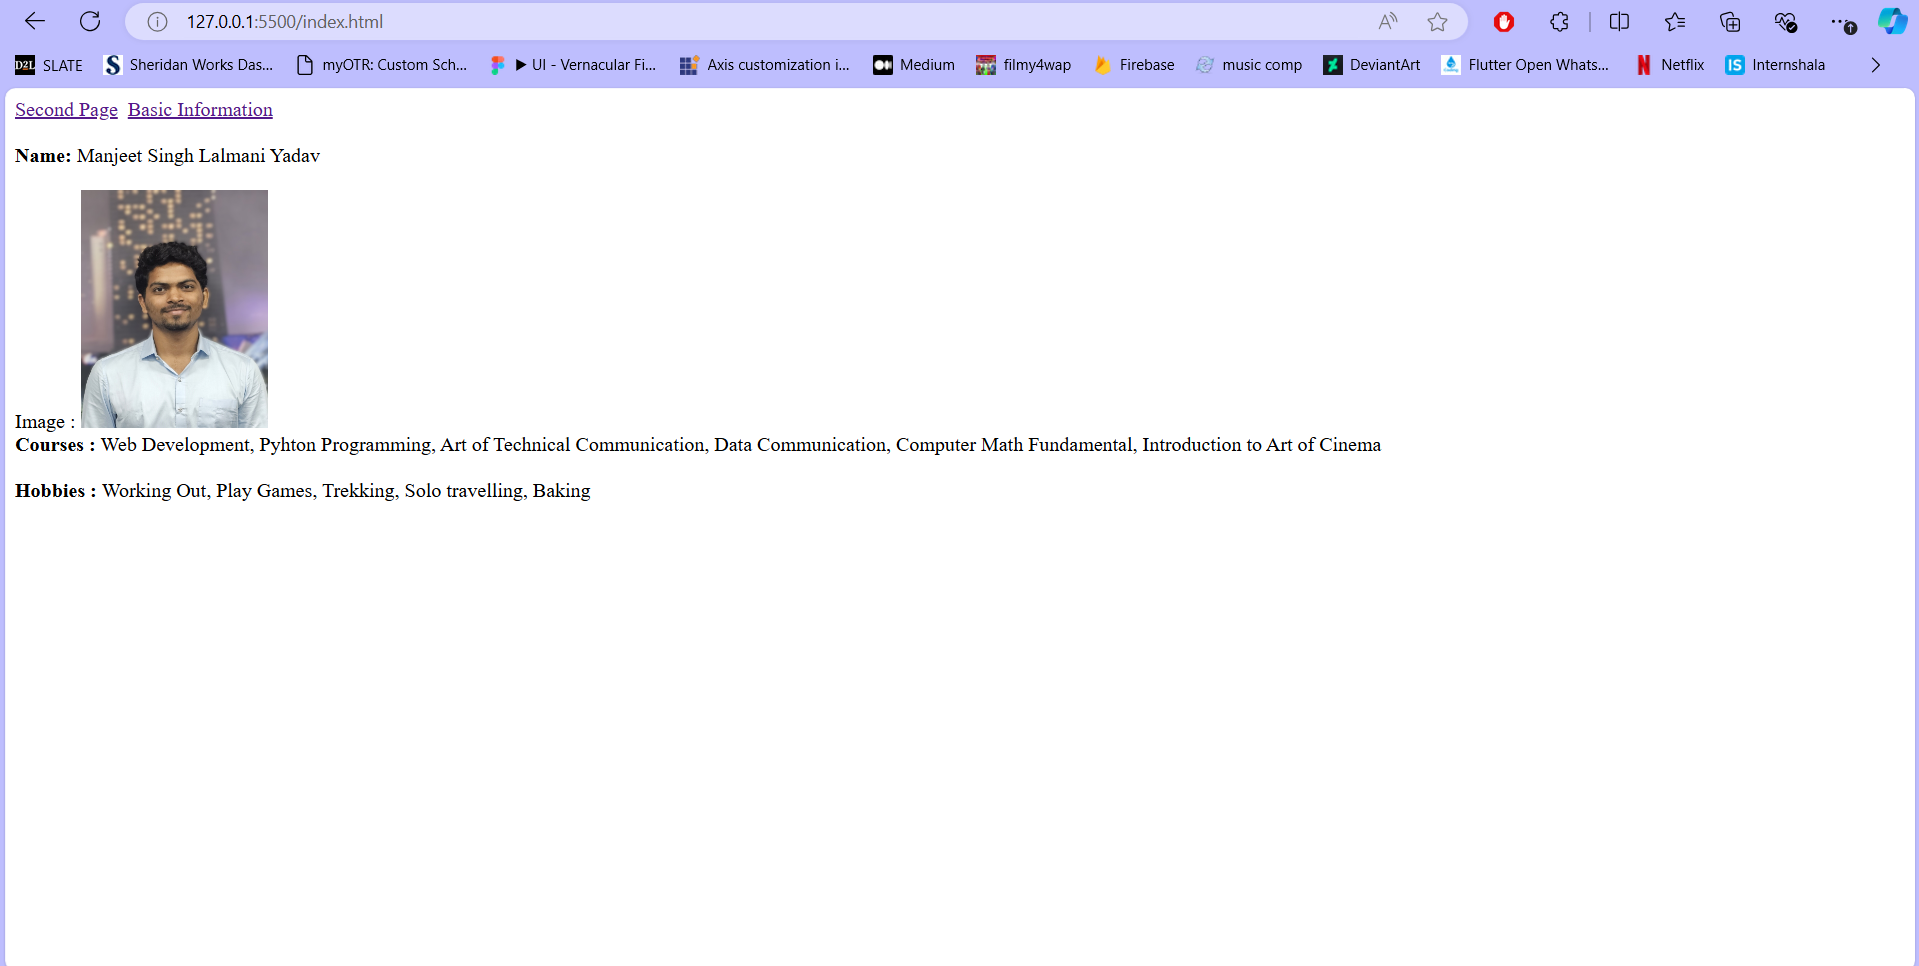 127.0.0.1:5500/index.html
D2L SLATE S Sheridan Works Das... myOTR: Custom Sch... ▶ UI - Vernacular Fi... Axis customization i... Medium filmy4wap Firebase music comp DeviantArt Flutter Open Whats... Netflix IS Internshala
Second Page Basic Information
Name: Manjeet Singh Lalmani Yadav
Image :
Courses : Web Development, Pyhton Programming, Art of Technical Communication, Data Communication, Computer Math Fundamental, Introduction to Art of Cinema
Hobbies : Working Out, Play Games, Trekking, Solo travelling, Baking